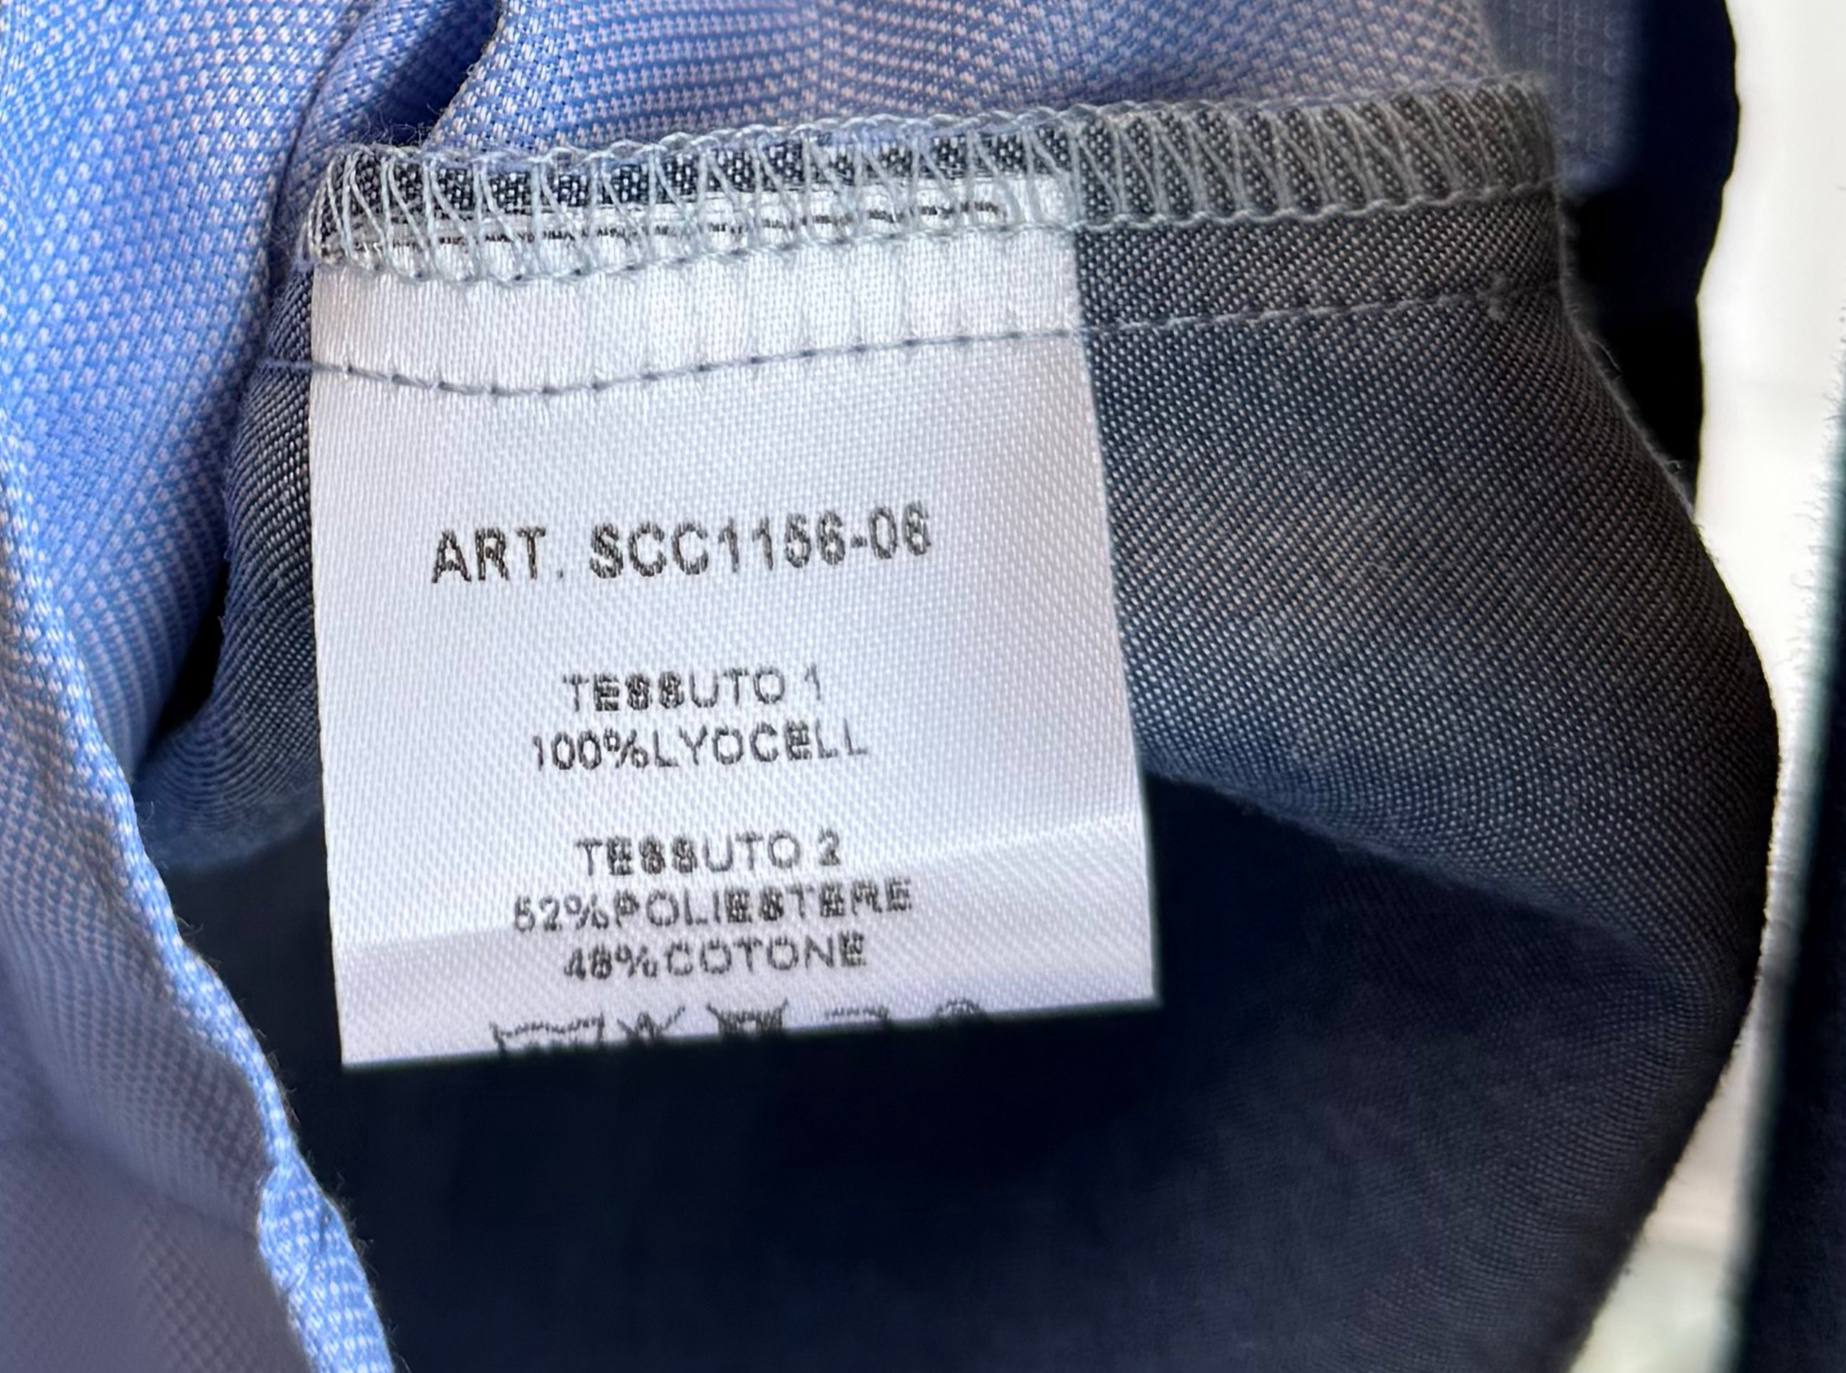 ART. SCC1156-06
TESSUTO 1
100%LYOCELL
TESSUTO 2
52%POLIESTERE
48%COTONE